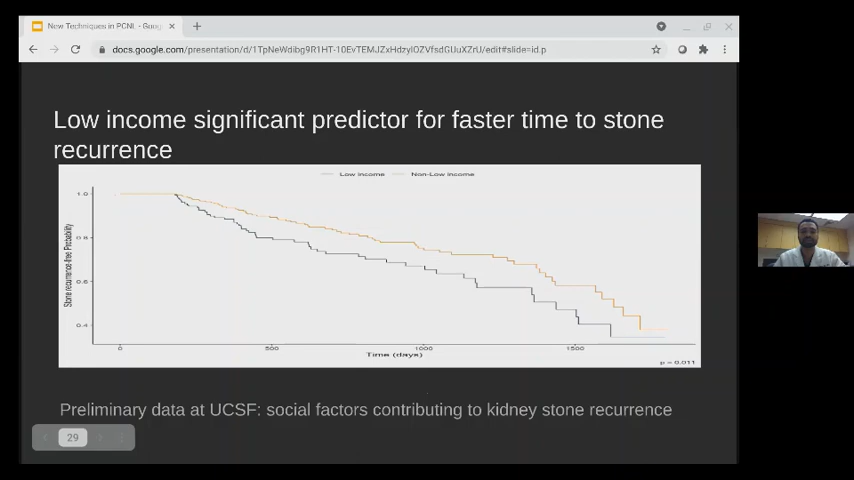 New Techniques in PCNL - Goog
docs.google.com/presentation/d/1TpNeWdibg9R1HT-10EvTEMJZxHdzylOZVfsdGUuXZrU/edit#slide=id.p
Low income significant predictor for faster time to stone
recurrence
Low income Non-Low income
Stone recurrence-free Probability
1.0
0.8
0.6
0.4
0 500 1000 1500
Time (days)
p = 0.011
Preliminary data at UCSF: social factors contributing to kidney stone recurrence
29